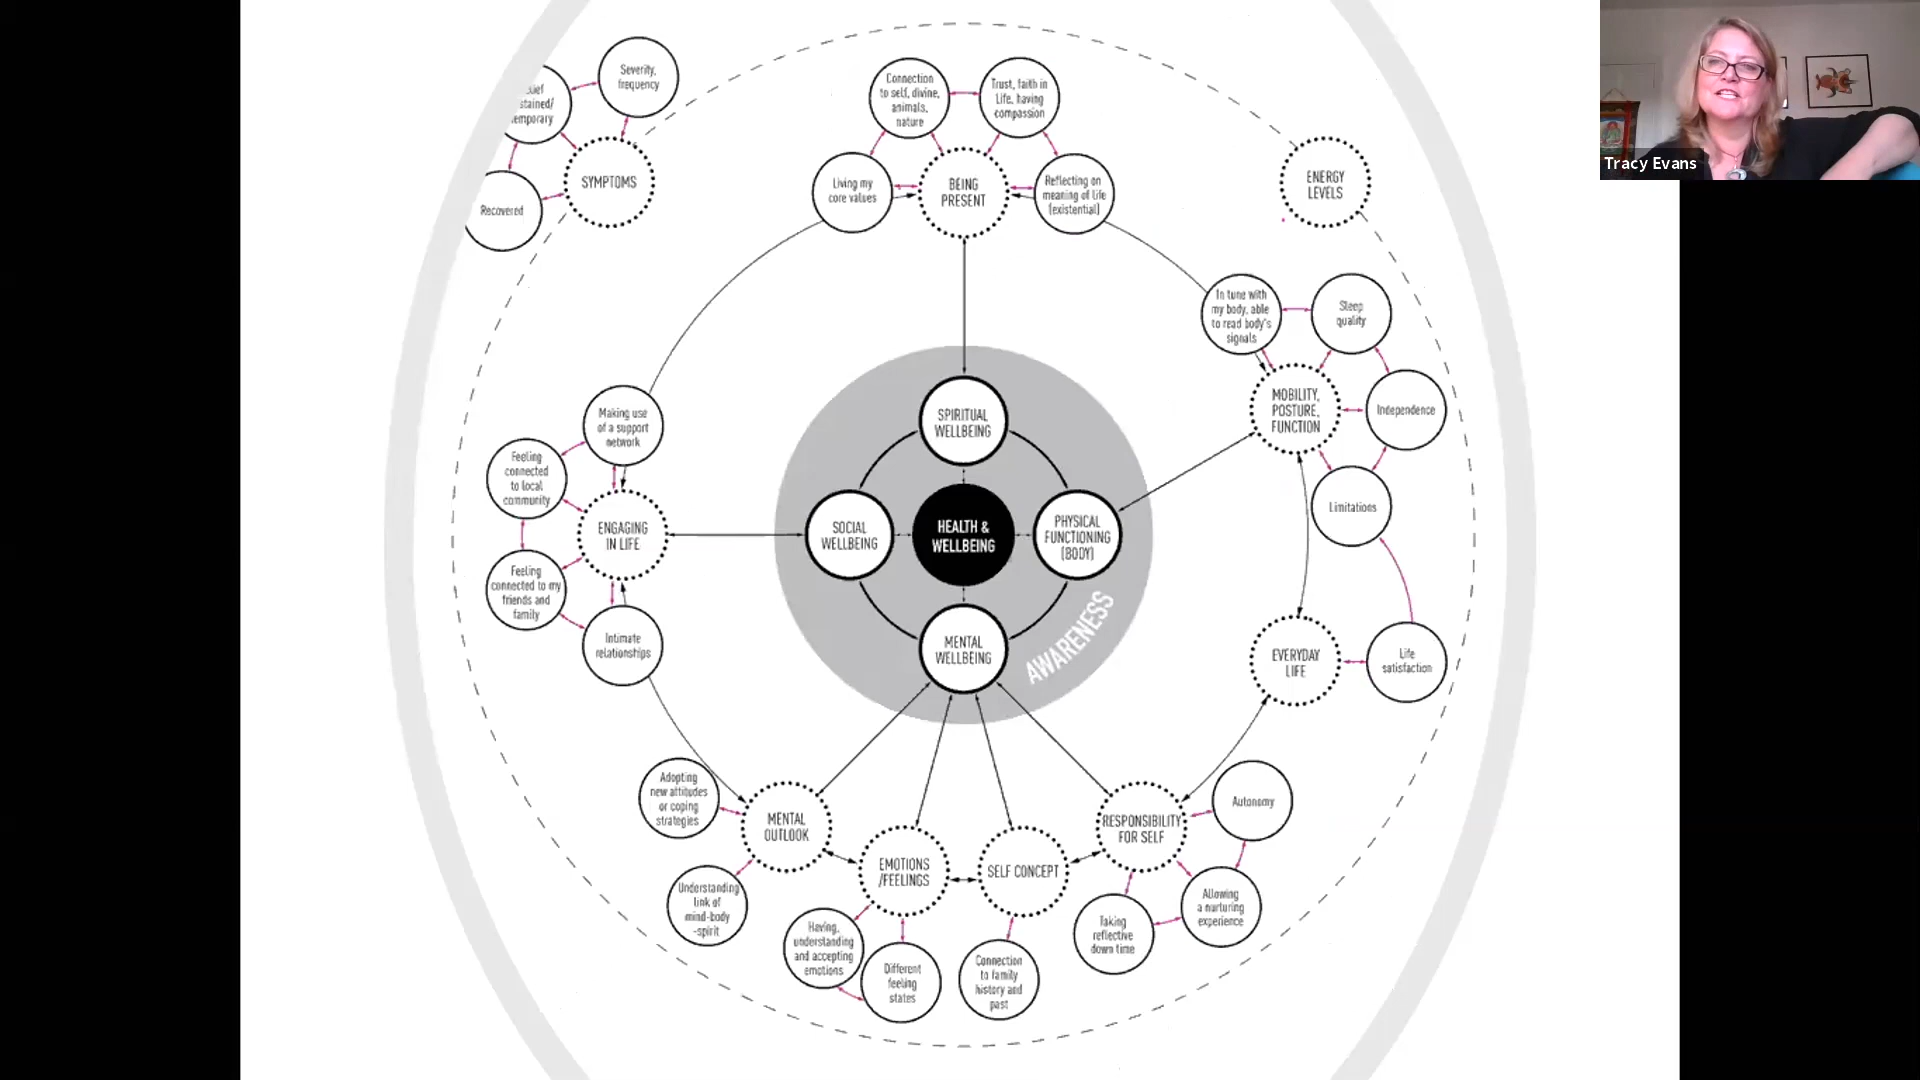 Severity,
frequency
stained/
SYMPTOMS
Recovered
Connection
to self, divine,
animals,
nature
Trust, faith in
Life, having
compassion
Living my
core values
BEING
PRESENT
Reflecting on
meaning of life
(existential)
ENERGY
LEVELS
Tracy Evans
In tune with
my body, able
to read body's
signals
Sleep
quality
MOBILITY,
POSTURE,
FUNCTION
Independence
Limitations
Making use
of a support
network
Feeling
connected
to local
community
ENGAGING
IN LIFE
Feeling
connected to my
friends and
family
Intimate
relationships
SPIRITUAL
WELLBEING
SOCIAL
WELLBEING
HEALTH &
WELLBEING
PHYSICAL
FUNCTIONING
(BODY)
MENTAL
WELLBEING
AWARENESS
EVERYDAY
LIFE
Life
satisfaction
Adopting
new attitudes
or coping
strategies
MENTAL
OUTLOOK
Understanding
link of
mind-body
-spirit
EMOTIONS
/FEELINGS
Having,
understanding
and accepting
emotions
Different
feeling
states
SELF CONCEPT
Connection
to family
history and
past
RESPONSIBILITY
FOR SELF
Autonomy
Allowing
a nurturing
experience
Taking
reflective
down time